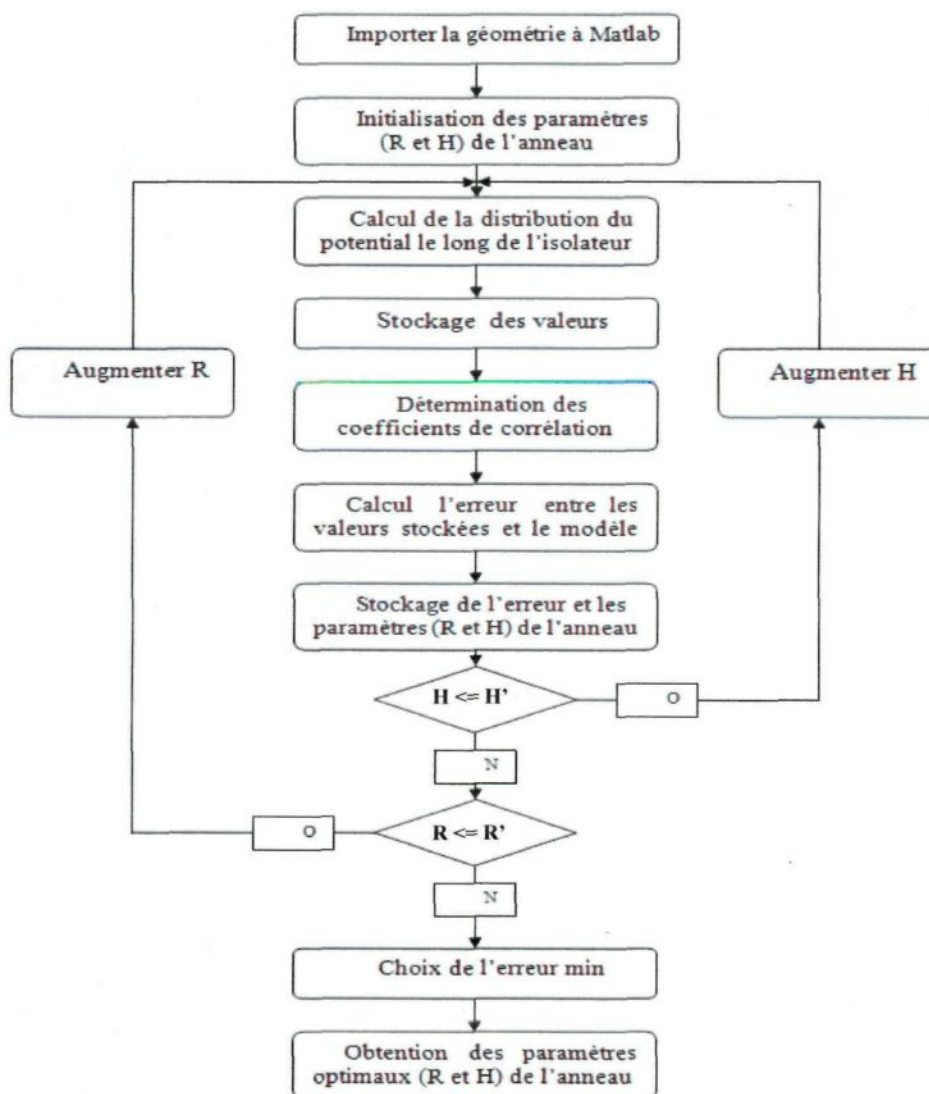 Importer la géométrie à Matlab
Initialisation des paramètres
(R et H) de l'anneau
Calcul de la distribution du
potential le long de l'isolateur
Stockage des valeurs
Augmenter R
Augmenter H
Détermination des
coefficients de corrélation
Calcul l'erreur entre les
valeurs stockées et le modèle
Stockage de l'erreur et les
paramètres (R et H) de l'anneau
H <= H'
O
N
R <= R'
O
N
Choix de l'erreur min
Obtention des paramètres
optimaux (R et H) de l'anneau